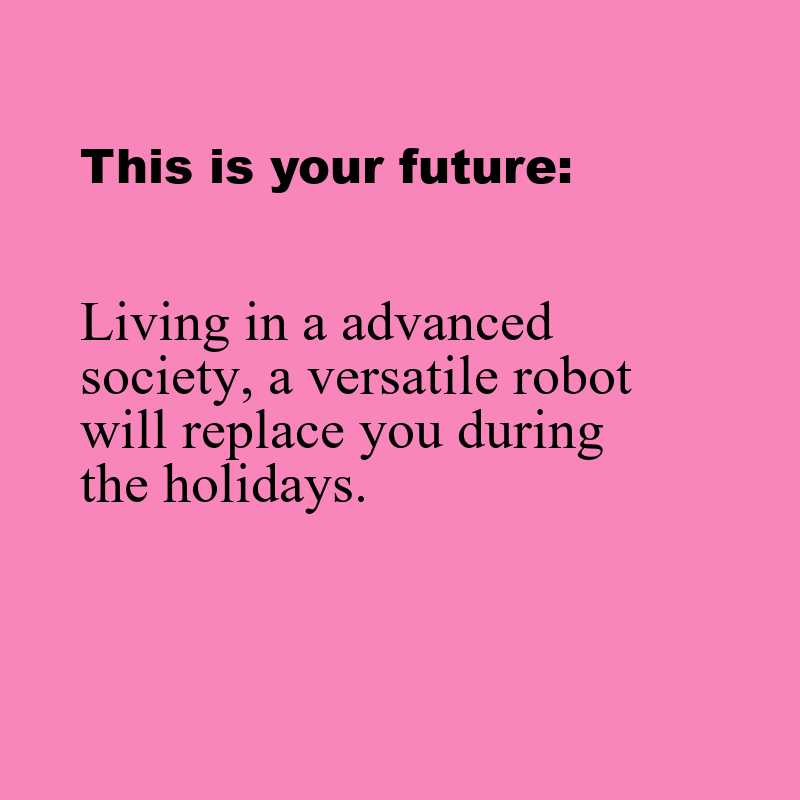 This is your future:
Living in a advanced
society, a versatile robot
will replace you during
the holidays.